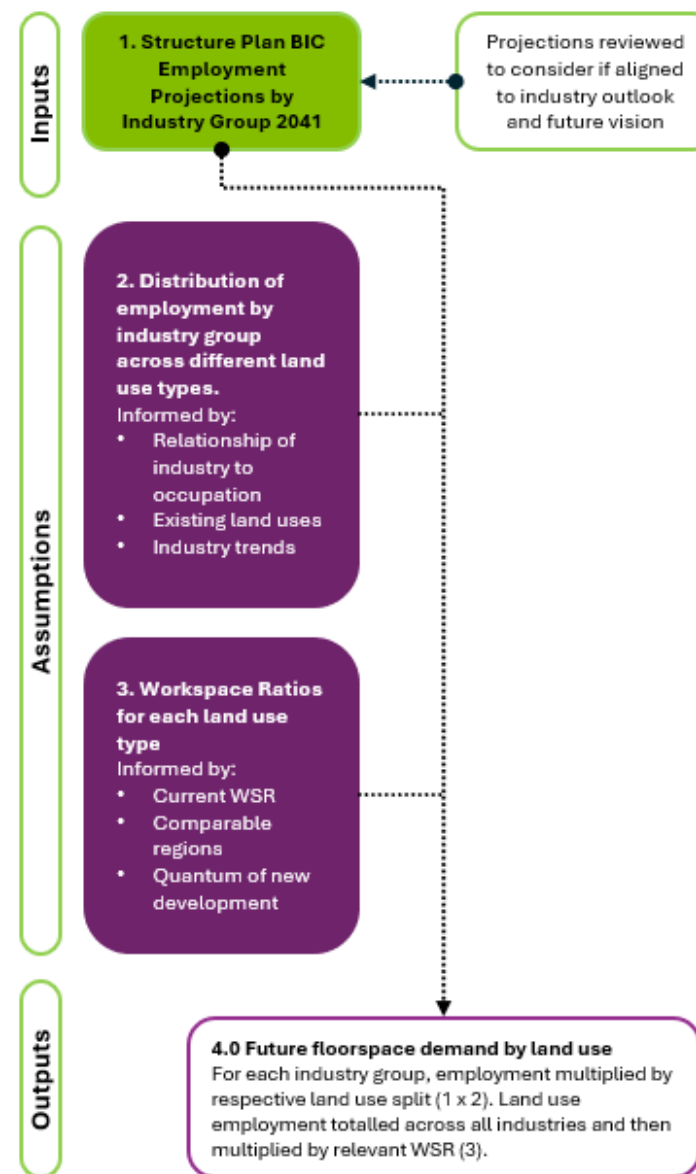 Inputs
1. Structure Plan BIC
Employment
Projections by
Industry Group 2041
Projections reviewed
to consider if aligned
to industry outlook
and future vision
Assumptions
2. Distribution of
employment by
industry group
across different land
use types.
Informed by:
• Relationship of
industry to
occupation
• Existing land uses
• Industry trends
3. Workspace Ratios
for each land use
type
Informed by:
• Current WSR
• Comparable
regions
• Quantum of new
development
Outputs
4.0 Future floorspace demand by land use
For each industry group, employment multiplied by
respective land use split (1 x 2). Land use
employment totalled across all industries and then
multiplied by relevant WSR (3).